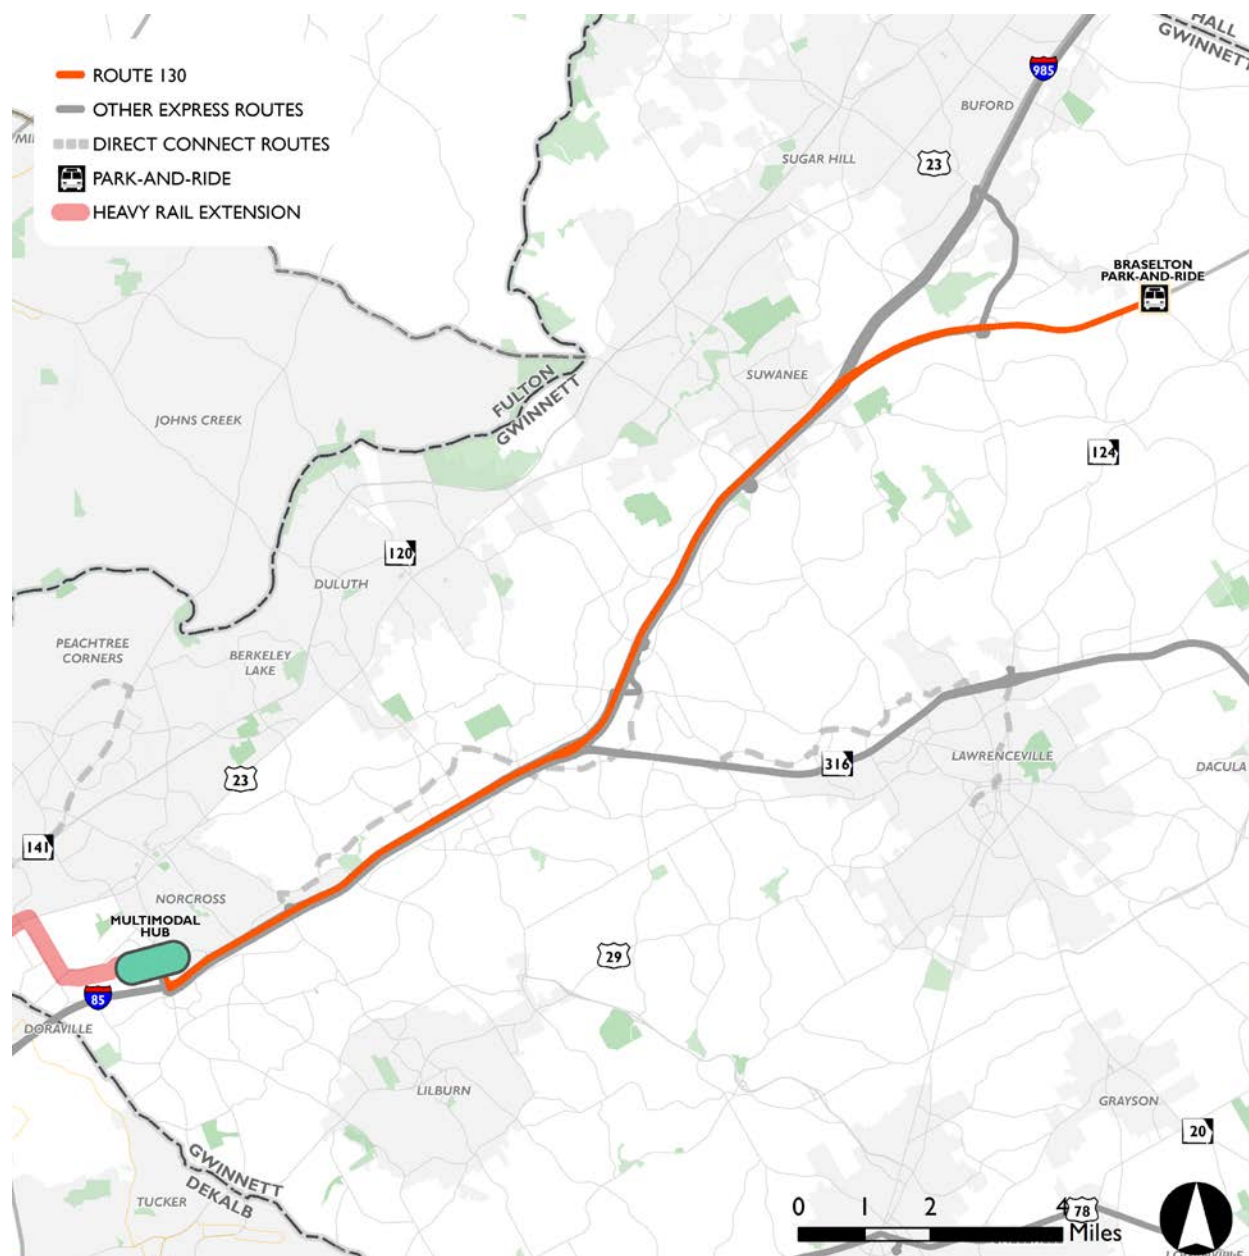 ROUTE 130
OTHER EXPRESS ROUTES
DIRECT CONNECT ROUTES
PARK-AND-RIDE
HEAVY RAIL EXTENSION
HALL
GWINNETT
985
BUFORD
SUGAR HILL
23
BRASELTON
PARK-AND-RIDE
SUWANEE
FULTON
GWINNETT
JOHNS CREEK
124
120
DULUTH
PEACHTREE
CORNERS
BERKELEY
LAKE
23
316
LAWRENCEVILLE
DACULA
141
NORCROSS
MULTIMODAL
HUB
29
85
DORAVILLE
LILBURN
GRAYSON
20
GWINNETT
DEKALB
TUCKER
0 1 2 4
78
Miles